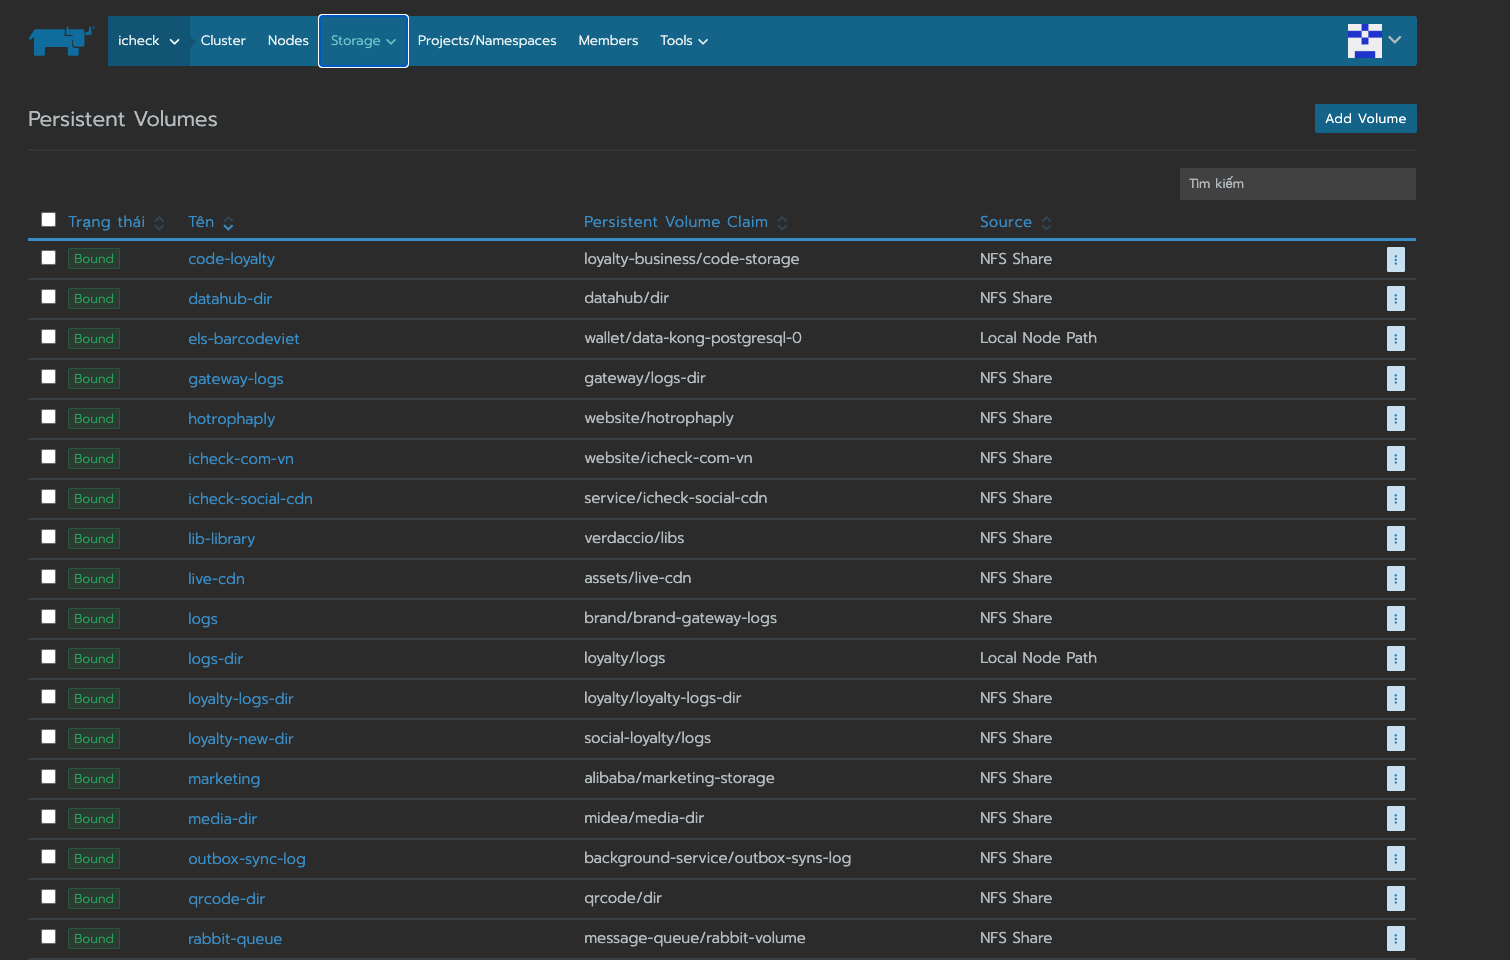 icheck Cluster Nodes Storage Projects/Namespaces Members Tools
Persistent Volumes Add Volume
Tìm kiếm
Trạng thái Tên Persistent Volume Claim Source
Bound code-loyalty loyalty-business/code-storage NFS Share
Bound datahub-dir datahub/dir NFS Share
Bound els-barcodeviet wallet/data-kong-postgresql-0 Local Node Path
Bound gateway-logs gateway/logs-dir NFS Share
Bound hotrophaply website/hotrophaply NFS Share
Bound icheck-com-vn website/icheck-com-vn NFS Share
Bound icheck-social-cdn service/icheck-social-cdn NFS Share
Bound lib-library verdaccio/libs NFS Share
Bound live-cdn assets/live-cdn NFS Share
Bound logs brand/brand-gateway-logs NFS Share
Bound logs-dir loyalty/logs Local Node Path
Bound loyalty-logs-dir loyalty/loyalty-logs-dir NFS Share
Bound loyalty-new-dir social-loyalty/logs NFS Share
Bound marketing alibaba/marketing-storage NFS Share
Bound media-dir midea/media-dir NFS Share
Bound outbox-sync-log background-service/outbox-syns-log NFS Share
Bound qrcode-dir qrcode/dir NFS Share
Bound rabbit-queue message-queue/rabbit-volume NFS Share